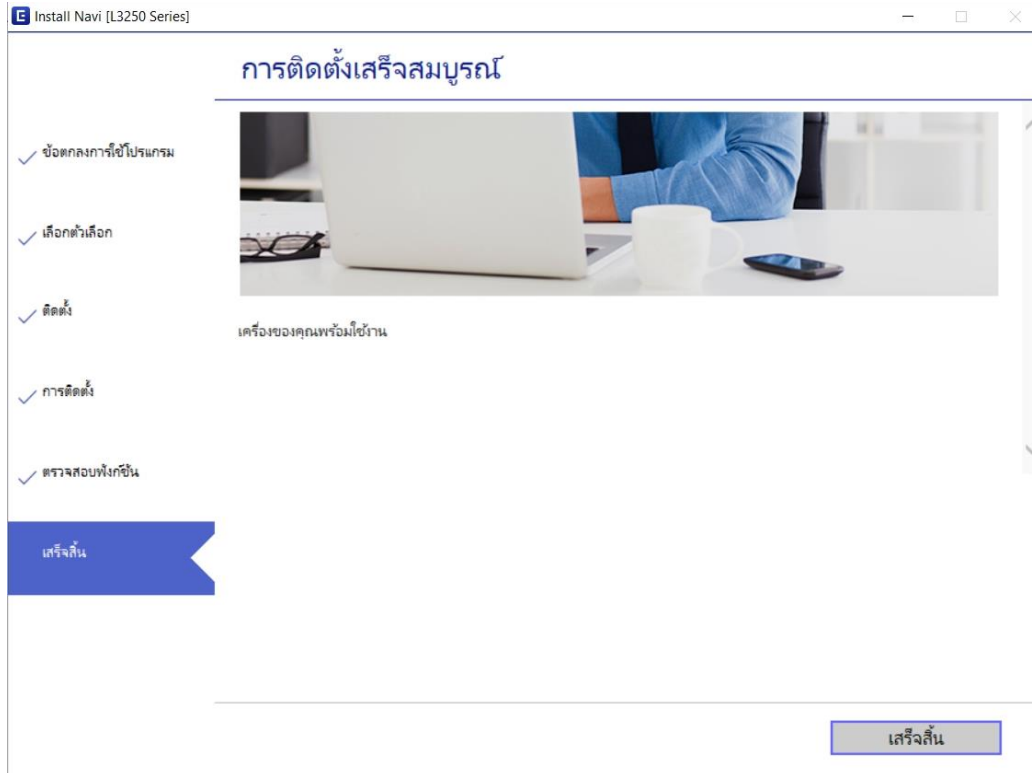 E Install Navi [L3250 Series]
การติดตั้งเสร็จสมบูรณ์
ข้อตกลงการใช้โปรแกรม
เลือกตัวเลือก
ติดตั้ง
การติดตั้ง
ตรวจสอบฟังก์ชัน
เสร็จสิ้น
เครื่องของคุณพร้อมใช้งาน
เสร็จสิ้น